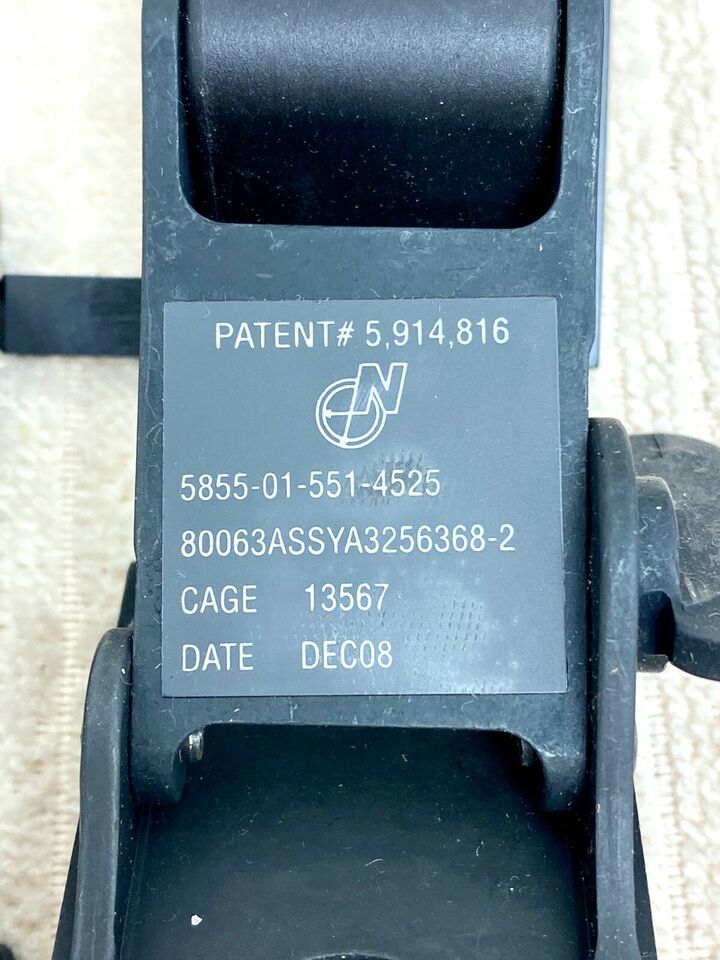 PATENT# 5,914,816
N
5855-01-551-4525
80063ASSYA3256368-2
CAGE 13567
DATE DEC08